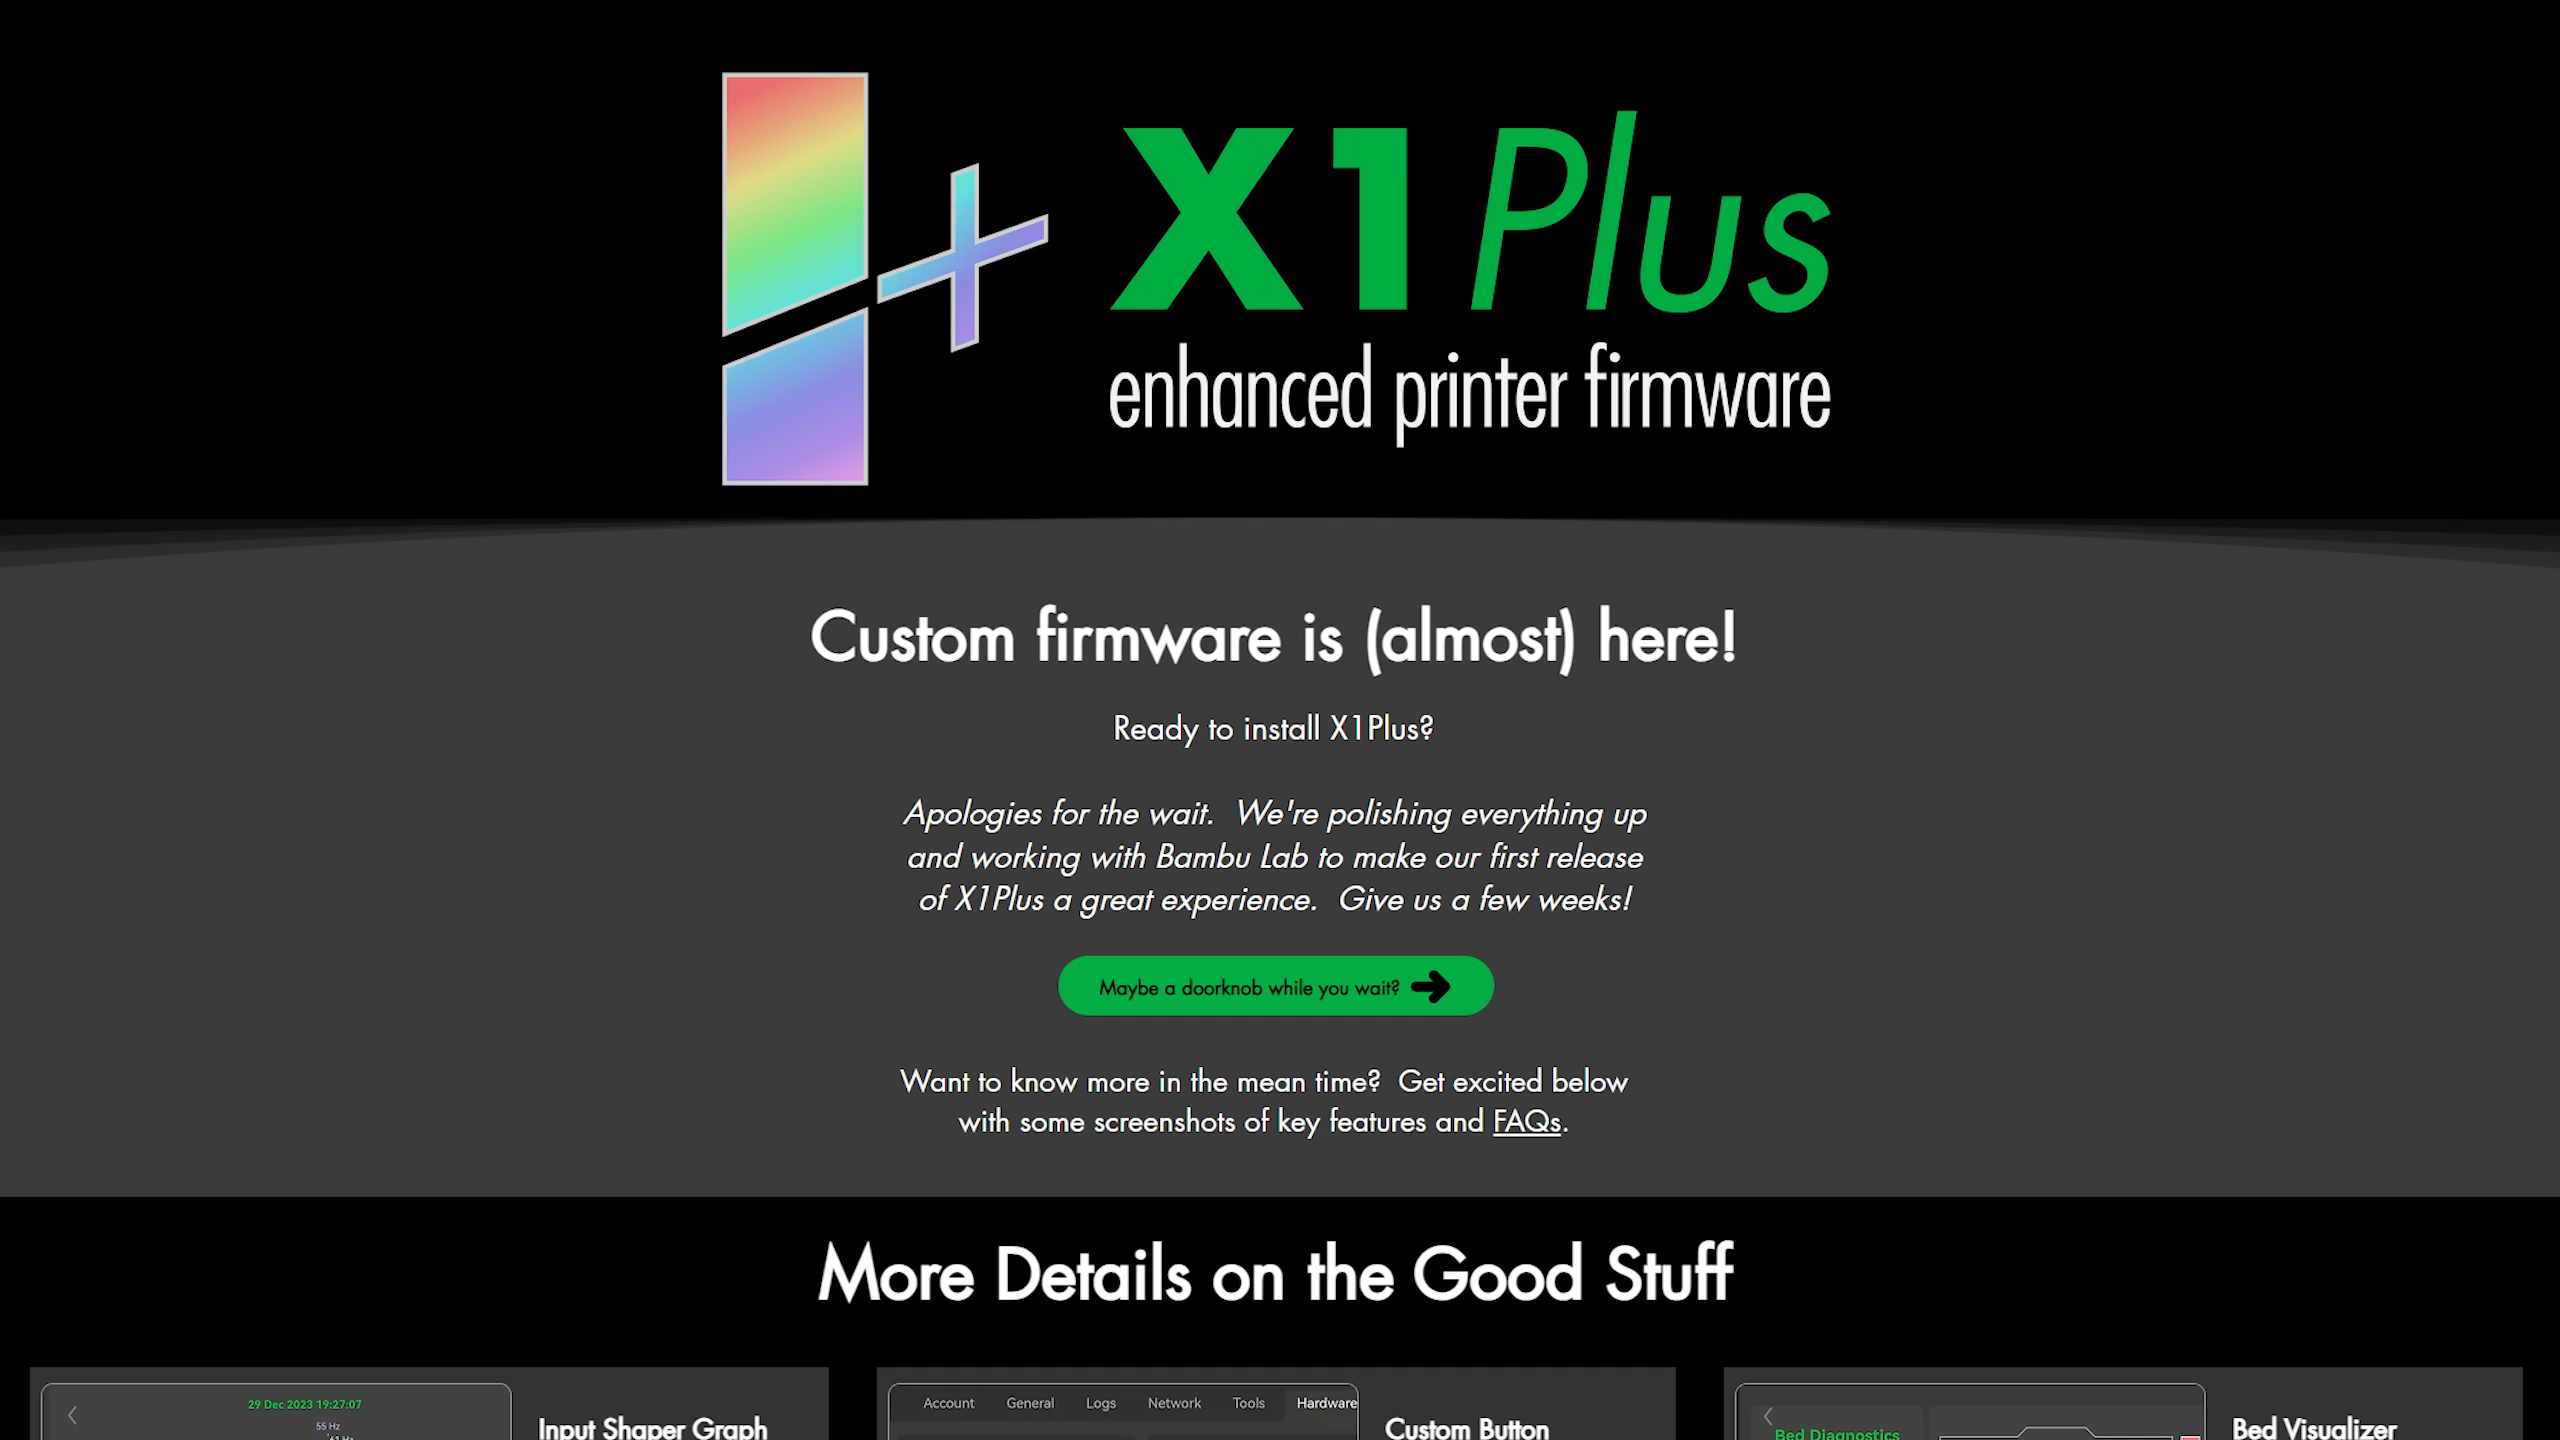 X1Plus
enhanced printer firmware
Custom firmware is (almost) here!
Ready to install X1Plus?
Apologies for the wait.  We're polishing everything up
and working with Bambu Lab to make our first release
of X1Plus a great experience.  Give us a few weeks!
Maybe a doorknob while you wait?
Want to know more in the mean time?  Get excited below
with some screenshots of key features and FAQs.
More Details on the Good Stuff
29 Dec 2023 19:27:07
55 Hz
Input Shaper Graph
Account General Logs Network Tools Hardware
Custom Button
Bed Diagnostics
Bed Visualizer